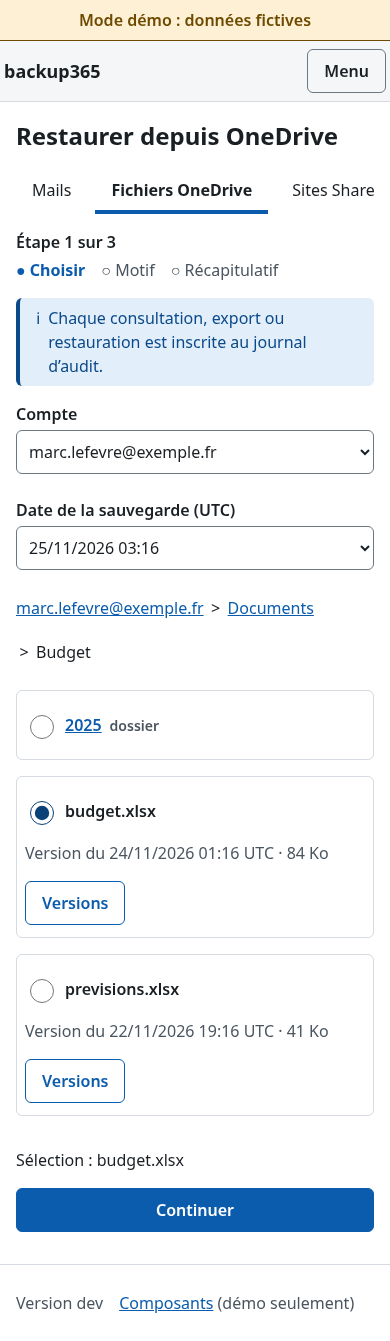 Mode démo : données fictives
backup365
Menu
Restaurer depuis OneDrive
Mails
Fichiers OneDrive
Sites Share
Étape 1 sur 3
● Choisir ○ Motif ○ Récapitulatif
i Chaque consultation, export ou
restauration est inscrite au journal
d’audit.
Compte
marc.lefevre@exemple.fr
Date de la sauvegarde (UTC)
25/11/2026 03:16
marc.lefevre@exemple.fr > Documents
> Budget
2025 dossier
budget.xlsx
Version du 24/11/2026 01:16 UTC · 84 Ko
Versions
previsions.xlsx
Version du 22/11/2026 19:16 UTC · 41 Ko
Versions
Sélection : budget.xlsx
Continuer
Version dev Composants (démo seulement)